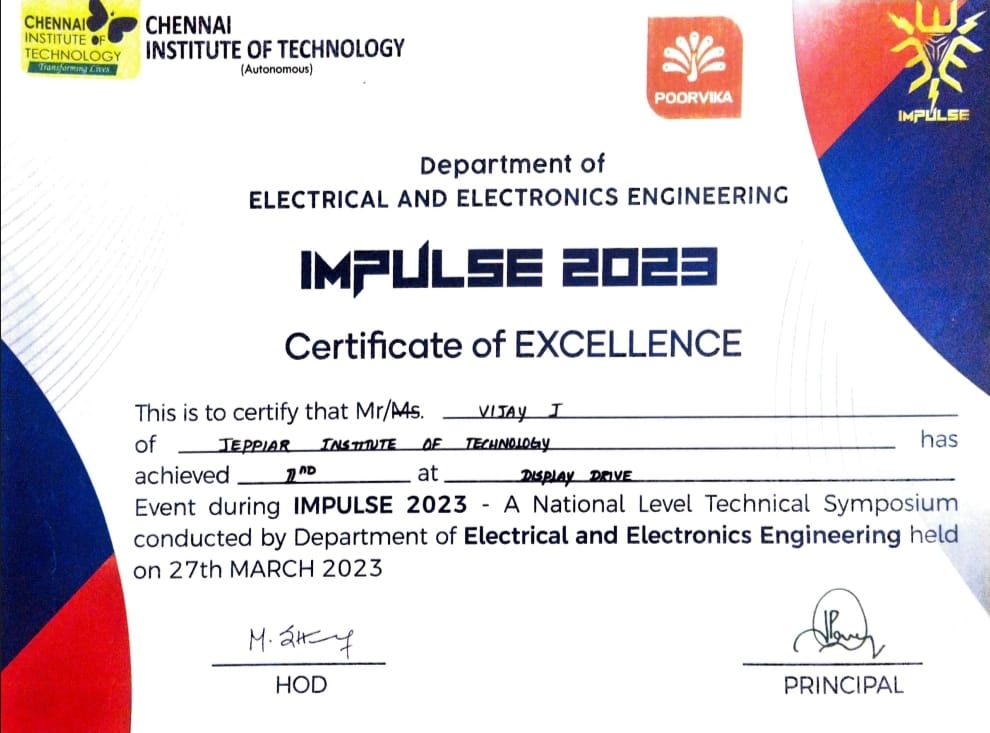 CHENNAI
INSTITUTE OF
TECHNOLOGY
Transforming Lives
CHENNAI
INSTITUTE OF TECHNOLOGY
(Autonomous)
POORVIKA
IMPULSE
Department of
ELECTRICAL AND ELECTRONICS ENGINEERING
IMPULSE 2023
Certificate of EXCELLENCE
This is to certify that Mr/Ms. VIJAY I
of JEPPIAR INSTITUTE OF TECHNOLOGY has
achieved 2ND at DISPLAY DRIVE
Event during IMPULSE 2023 - A National Level Technical Symposium
conducted by Department of Electrical and Electronics Engineering held
on 27th MARCH 2023
HOD
PRINCIPAL